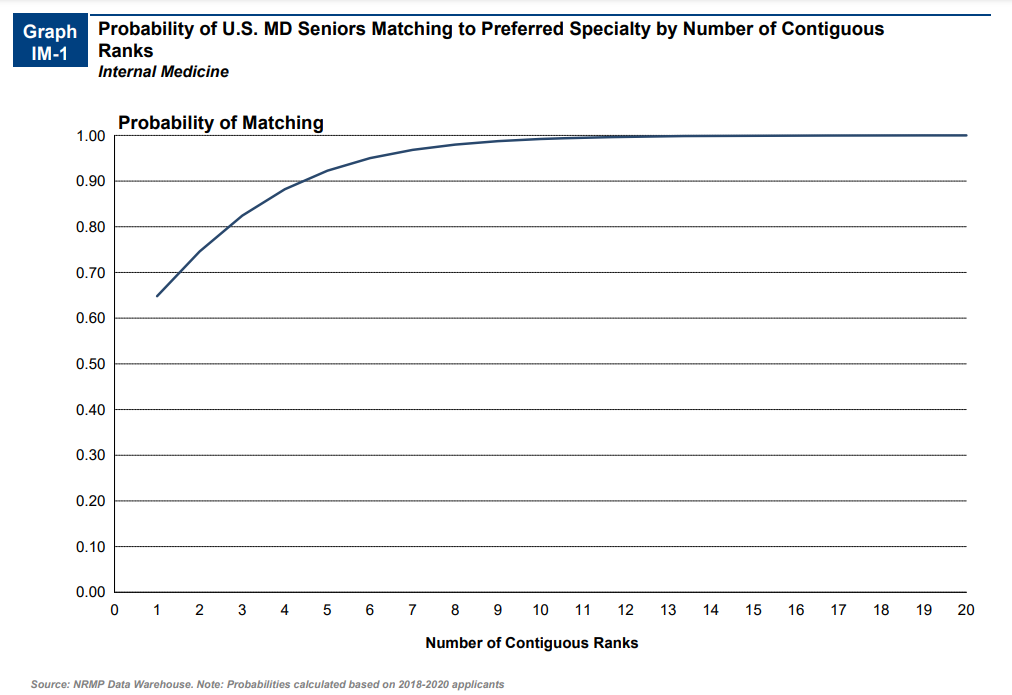 Graph
IM-1
Probability of U.S. MD Seniors Matching to Preferred Specialty by Number of Contiguous
Ranks
Internal Medicine
Probability of Matching
1.00
0.90
0.80
0.70
0.60
0.50
0.40
0.30
0.20
0.10
0.00
0 1 2 3 4 5 6 7 8 9 10 11 12 13 14 15 16 17 18 19 20
Number of Contiguous Ranks
Source: NRMP Data Warehouse. Note: Probabilities calculated based on 2018-2020 applicants